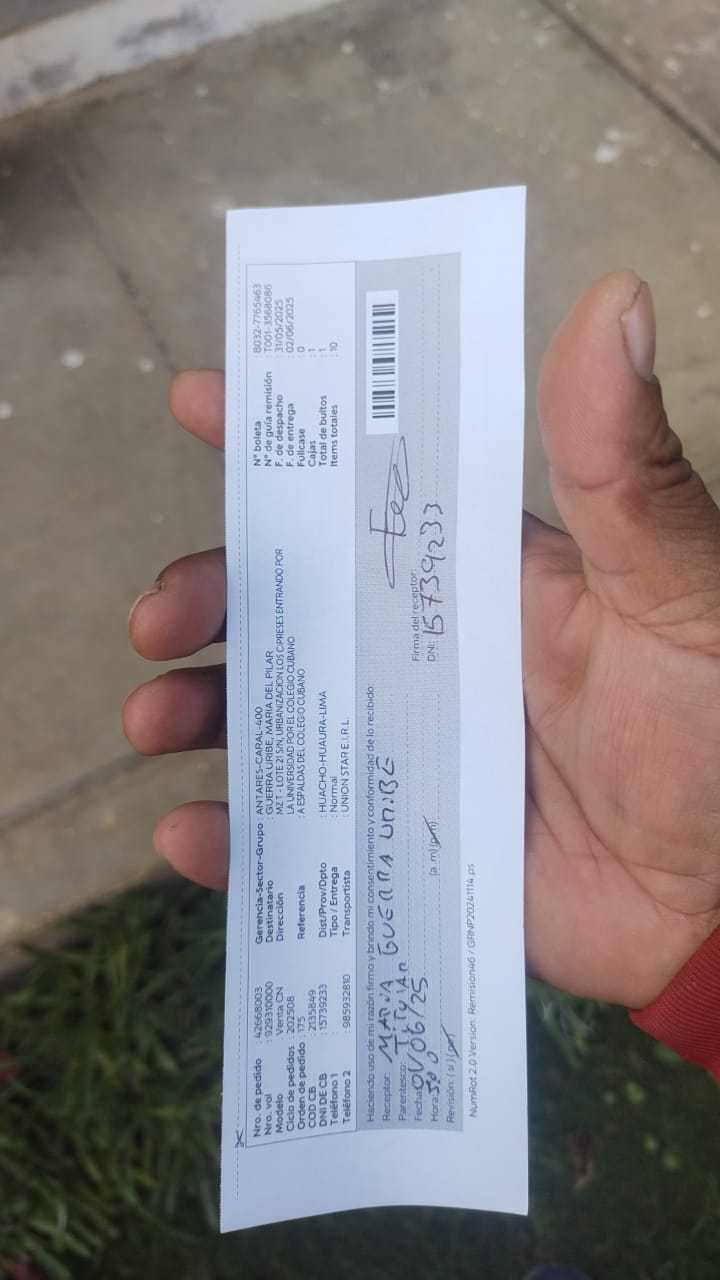 Nro. de pedido : 42668003
Nro. vol : 929310000
Modelo : Venta CN
Ciclo de pedidos : 202508
Orden de pedido : 175
COD CB : 2135849
DNI DE CB : 15739233
Teléfono 1 :
Teléfono 2 : 985932810
Gerencia-Sector-Grupo : ANTARES-CARAL-400
Destinatario : GUERRA URIBE, MARIA DEL PILAR
Dirección : MZ T - LOTE 21 S/N, URBANIZACION LOS CIPRESES ENTRANDO POR
LA UNIVERSIDAD POR EL COLEGIO CUBANO
Referencia : A ESPALDAS DEL COLEGIO CUBANO
Dist/Prov/Dpto : HUACHO-HUAURA-LIMA
Tipo / Entrega : Normal
Transportista : UNION STAR E.I.R.L.
N° boleta : B032-7765463
N° de guía remisión : T001-3568086
F. de despacho : 31/05/2025
F. de entrega : 02/06/2025
Fullcase : 0
Cajas : 1
Total de bultos : 1
Items totales : 10
Haciendo uso de mi razón firmo y brindo mi consentimiento y conformidad de lo recibido:
Receptor: MARIA GUERRA URIBE
Parentesco: Titular
Fecha: 01/06/25
Hora: (a.m)(p.m)
Revisión: (si)
Firma del receptor:
DNI: 15739233
NumRot 2.0 Version: Remision46 / GRNP20241114.ps